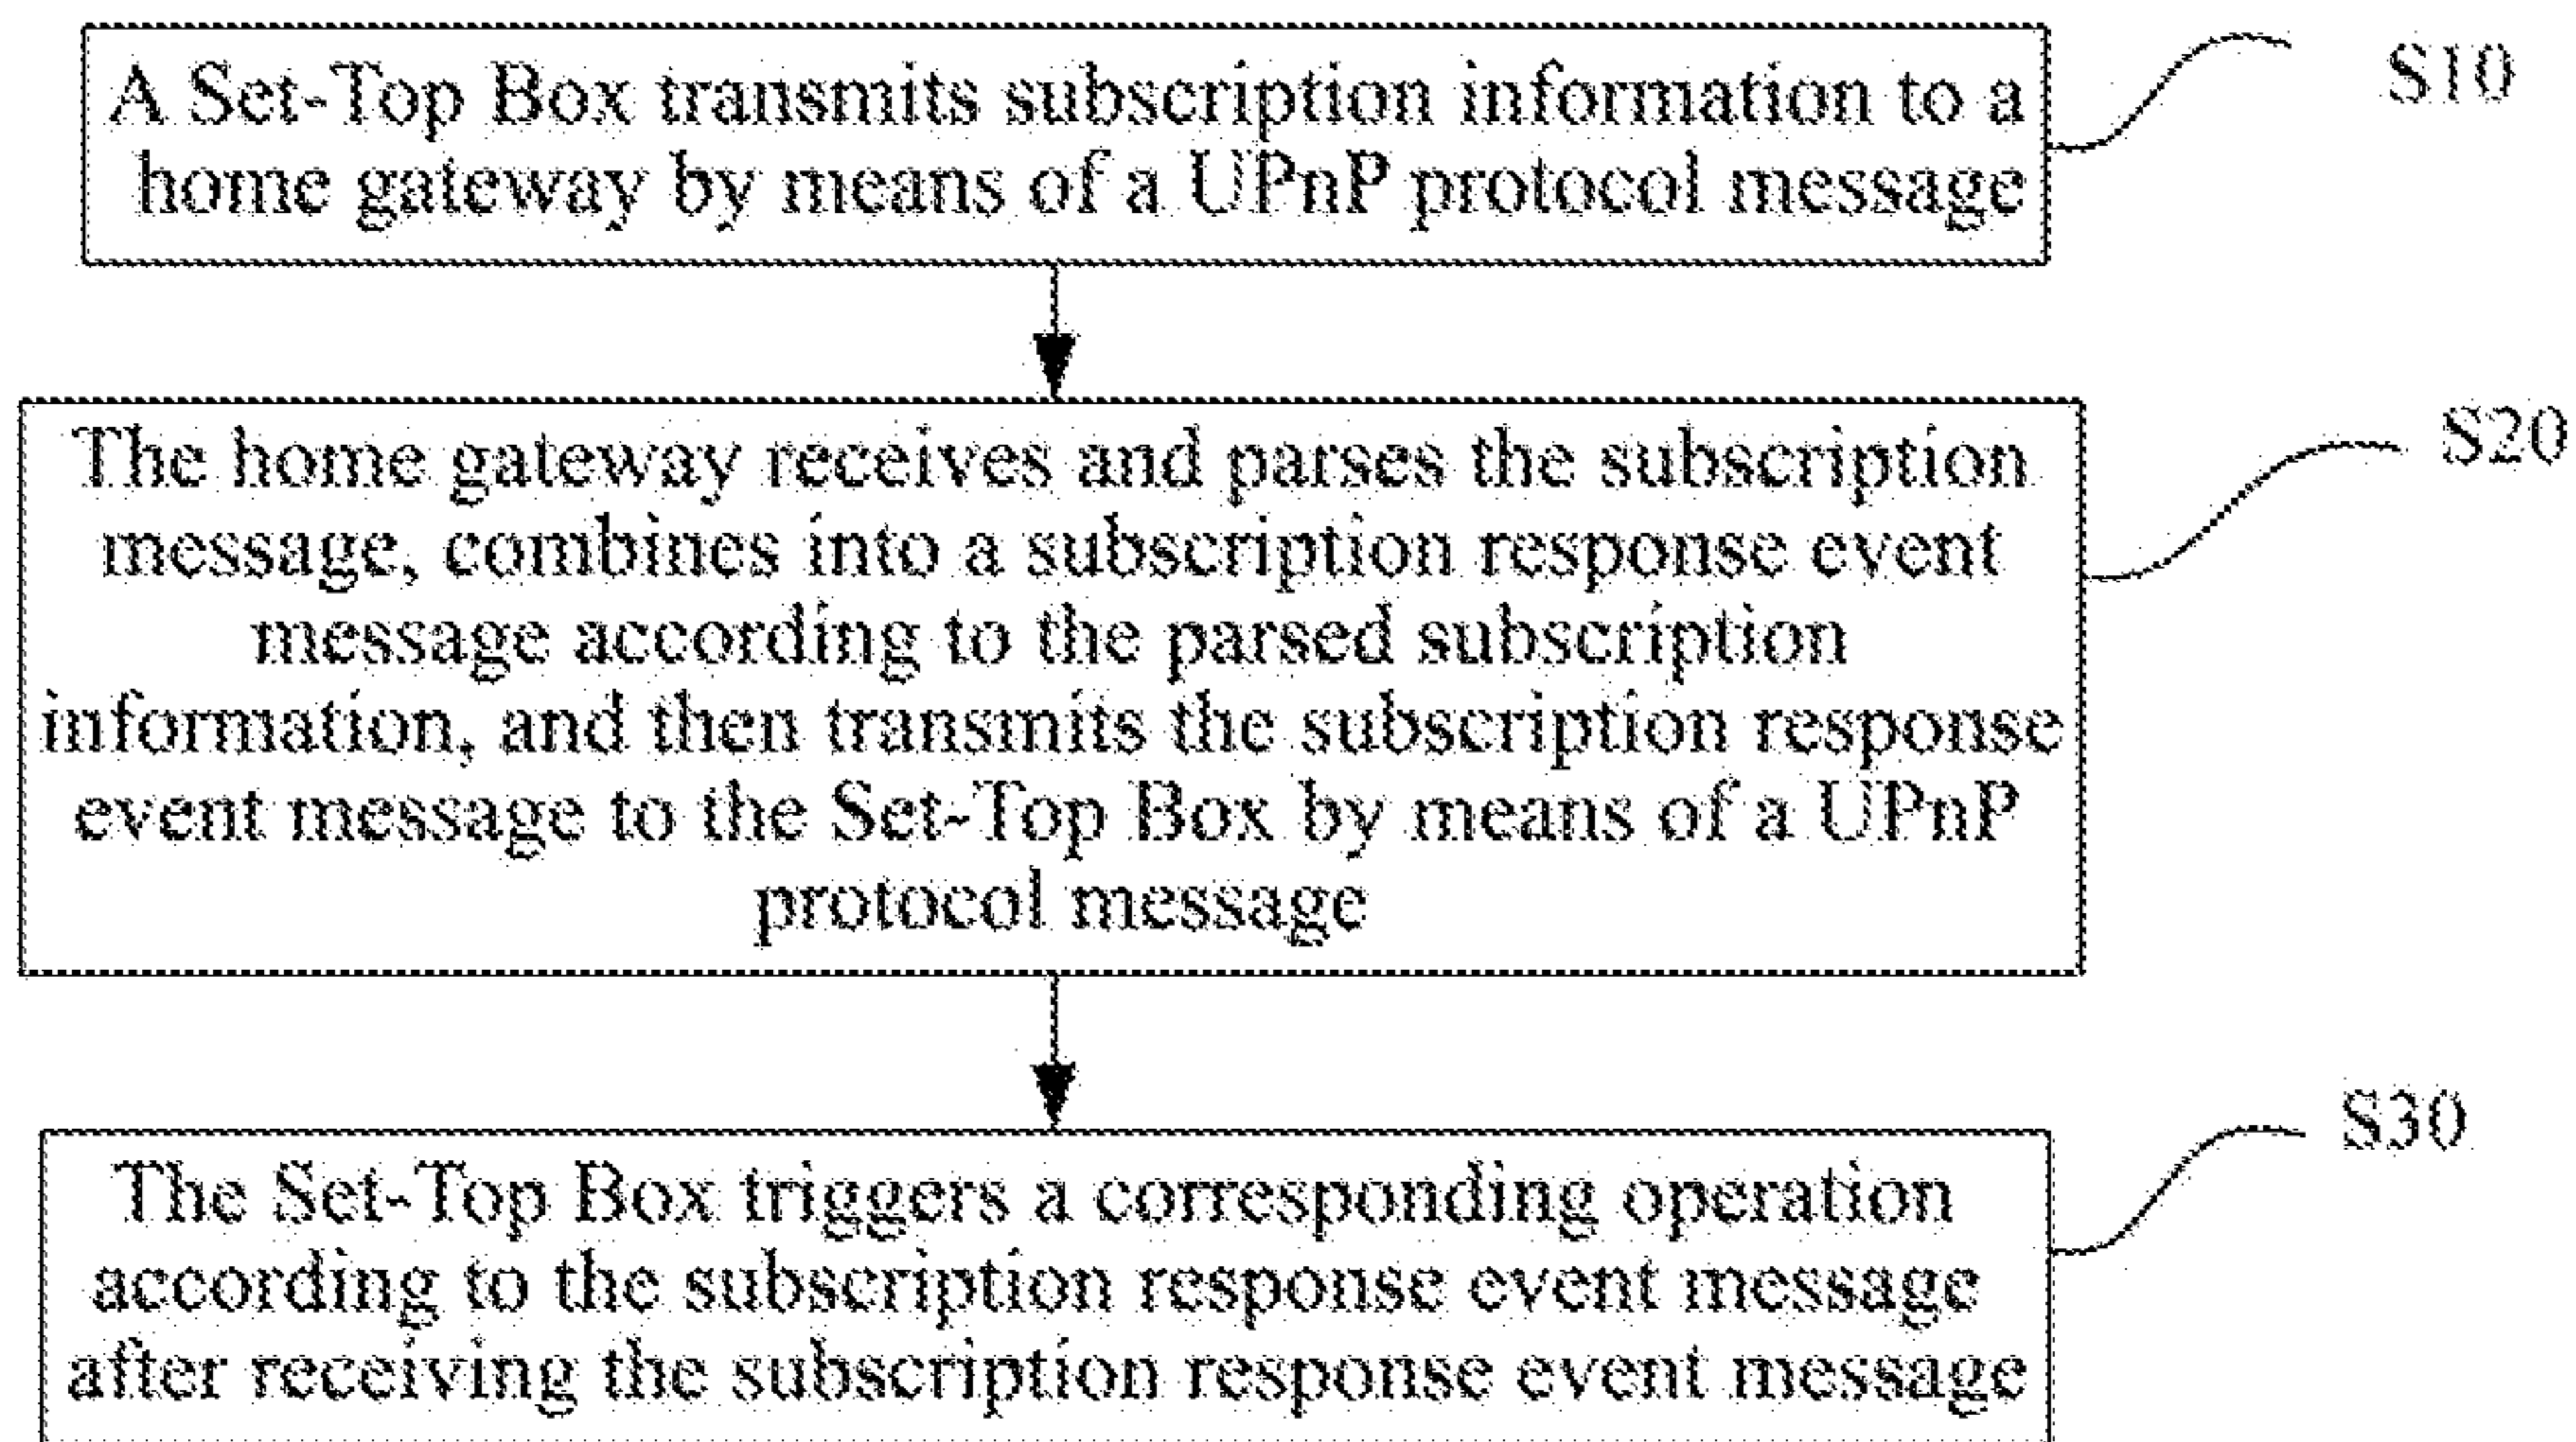 A Set-Top Box transmits subscription information to a
home gateway by means of a UPnP protocol message
S10
The home gateway receives and parses the subscription
message, combines into a subscription response event
message according to the parsed subscription
information, and then transmits the subscription response
event message to the Set-Top Box by means of a UPnP
protocol message
S20
The Set-Top Box triggers a corresponding operation
according to the subscription response event message
after receiving the subscription response event message
S30